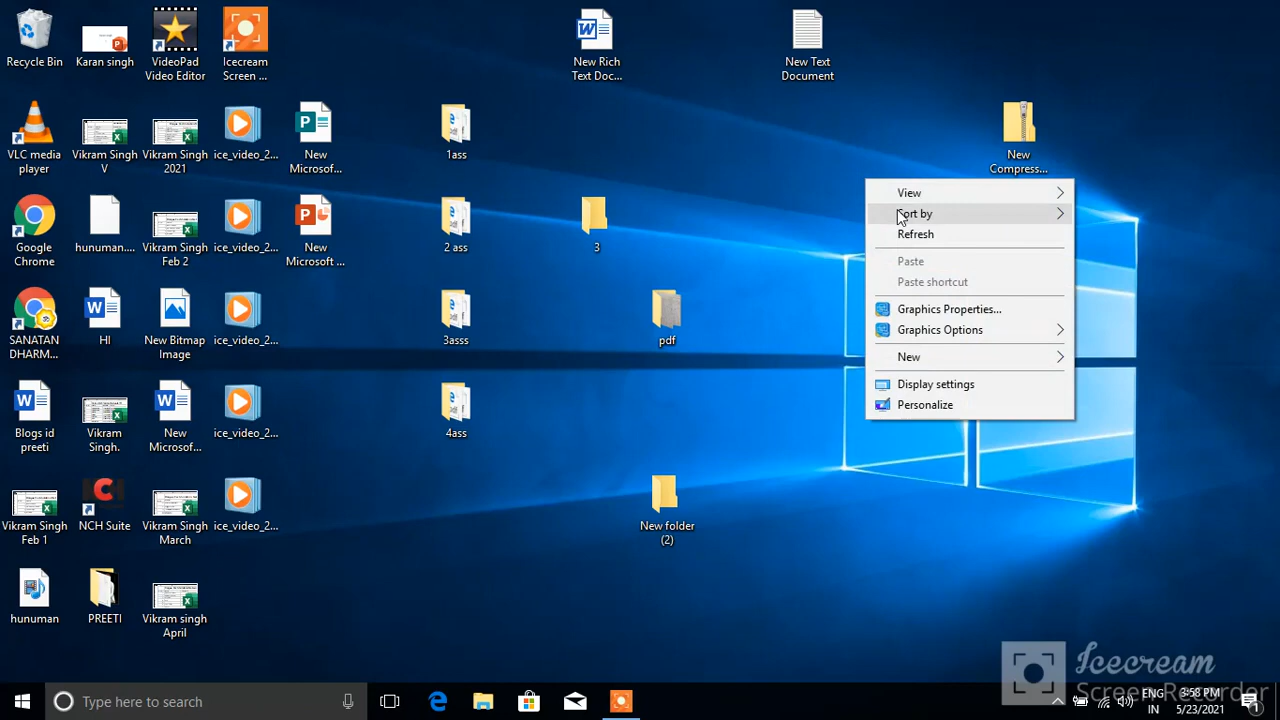 Recycle Bin
Karan singh
VideoPad
Video Editor
Icecream
Screen ...
New Rich
Text Doc...
New Text
Document
VLC media
player
Vikram Singh
V
Vikram Singh
2021
ice_video_2...
New
Microsof...
1ass
New
Compress...
Google
Chrome
hunuman....
Vikram Singh
Feb 2
ice_video_2...
New
Microsoft ...
2 ass
3
SANATAN
DHARM...
HI
New Bitmap
Image
ice_video_2...
3asss
pdf
Blogs id
preeti
Vikram
Singh.
New
Microsof...
ice_video_2...
4ass
Vikram Singh
Feb 1
NCH Suite
Vikram Singh
March
ice_video_2...
New folder
(2)
hunuman
PREETI
Vikram singh
April
View
Sort by
Refresh
Paste
Paste shortcut
Graphics Properties...
Graphics Options
New
Display settings
Personalize
Icecream
Screen Recorder
Type here to search
ENG
IN
3:58 PM
5/23/2021
1